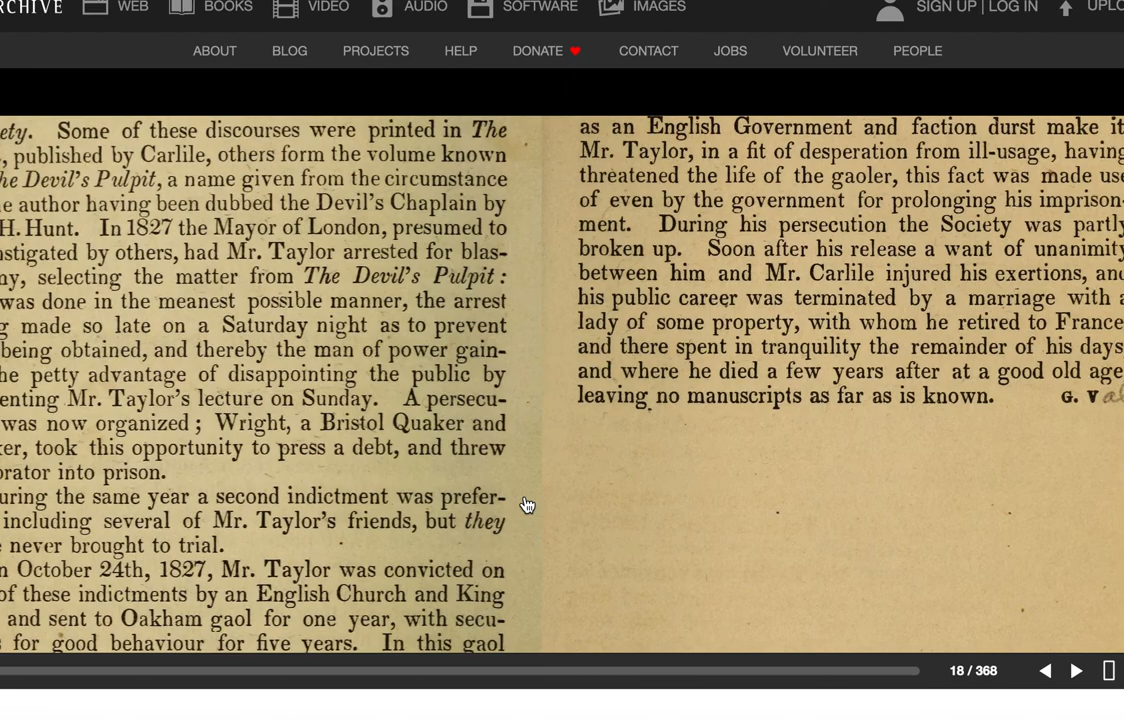 ARCHIVE WEB BOOKS VIDEO AUDIO SOFTWARE IMAGES SIGN UP | LOG IN UPLO
ABOUT BLOG PROJECTS HELP DONATE CONTACT JOBS VOLUNTEER PEOPLE
ety. Some of these discourses were printed in The
, published by Carlile, others form the volume known
he Devil's Pulpit, a name given from the circumstance
e author having been dubbed the Devil's Chaplain by
H. Hunt. In 1827 the Mayor of London, presumed to
nstigated by others, had Mr. Taylor arrested for blas-
ny, selecting the matter from The Devil's Pulpit :
was done in the meanest possible manner, the arrest
g made so late on a Saturday night as to prevent
being obtained, and thereby the man of power gain-
he petty advantage of disappointing the public by
enting Mr. Taylor's lecture on Sunday. A persecu-
was now organized ; Wright, a Bristol Quaker and
ker, took this opportunity to press a debt, and threw
orator into prison.
uring the same year a second indictment was prefer-
including several of Mr. Taylor's friends, but they
e never brought to trial.
n October 24th, 1827, Mr. Taylor was convicted on
of these indictments by an English Church and King
and sent to Oakham gaol for one year, with secu-
s for good behaviour for five years. In this gaol
as an English Government and faction durst make it
Mr. Taylor, in a fit of desperation from ill-usage, having
threatened the life of the gaoler, this fact was made use
of even by the government for prolonging his imprison-
ment. During his persecution the Society was partly
broken up. Soon after his release a want of unanimity
between him and Mr. Carlile injured his exertions, and
his public career was terminated by a marriage with a
lady of some property, with whom he retired to France
and there spent in tranquility the remainder of his days
and where he died a few years after at a good old age
leaving no manuscripts as far as is known. G. V
18 / 368